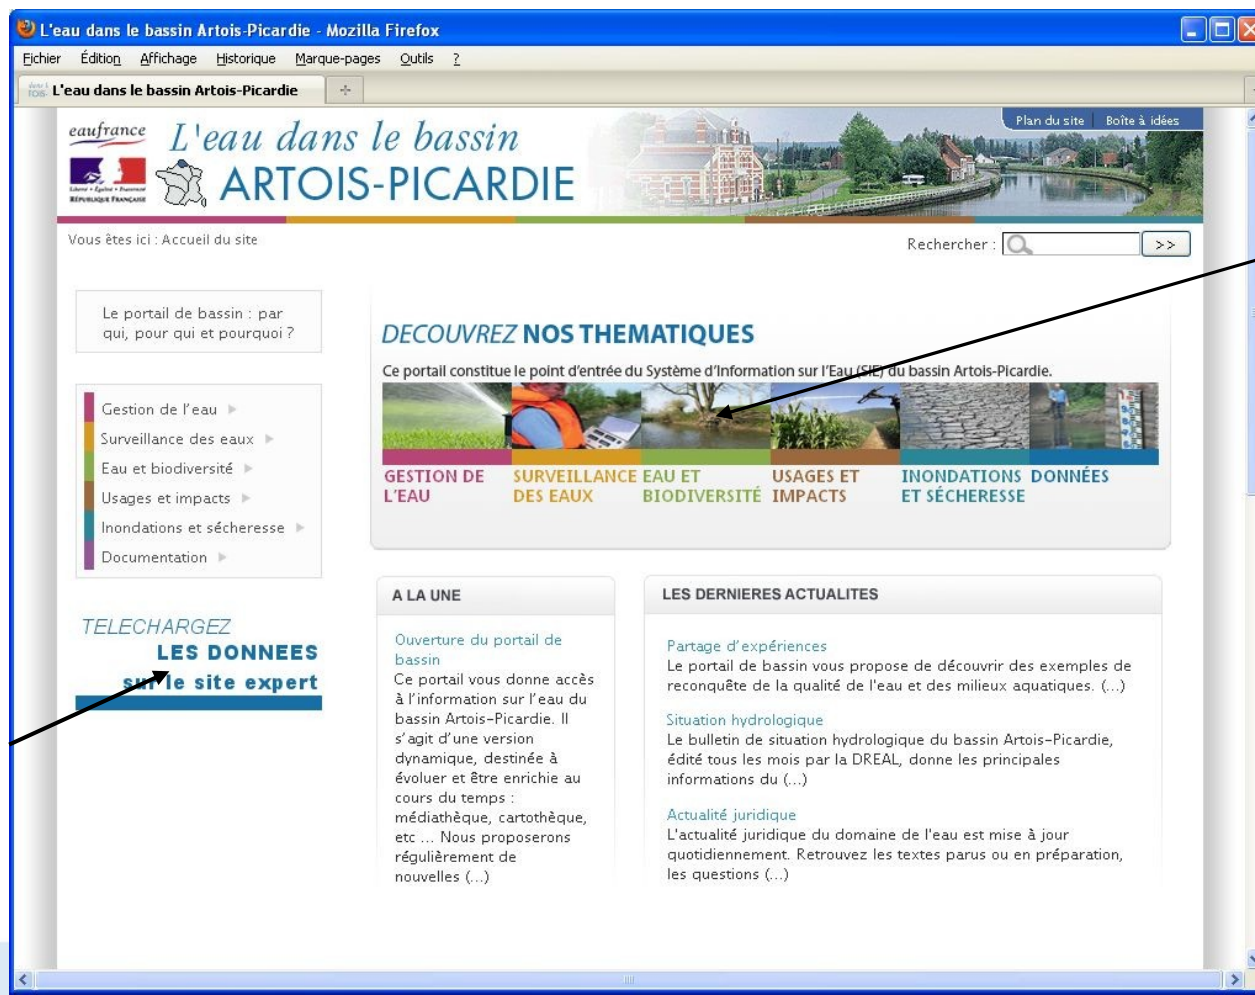 L'eau dans le bassin Artois-Picardie - Mozilla Firefox
Fichier Édition Affichage Historique Marque-pages Outils ?
L'eau dans le bassin Artois-Picardie
Plan du site | Boîte à idées
eaufrance
L'eau dans le bassin
ARTOIS-PICARDIE
Liberté • Égalité • Fraternité
RÉPUBLIQUE FRANÇAISE
Vous êtes ici : Accueil du site
Rechercher : >>
Le portail de bassin : par
qui, pour qui et pourquoi ?
Gestion de l'eau
Surveillance des eaux
Eau et biodiversité
Usages et impacts
Inondations et sécheresse
Documentation
TELECHARGEZ
LES DONNEES
sur le site expert
DECOUVREZ NOS THEMATIQUES
Ce portail constitue le point d'entrée du Système d'Information sur l'Eau (SIE) du bassin Artois-Picardie.
GESTION DE
L'EAU
SURVEILLANCE
DES EAUX
EAU ET
BIODIVERSITÉ
USAGES ET
IMPACTS
INONDATIONS
ET SÉCHERESSE
DONNÉES
A LA UNE
Ouverture du portail de
bassin
Ce portail vous donne accès
à l'information sur l'eau du
bassin Artois-Picardie. Il
s'agit d'une version
dynamique, destinée à
évoluer et être enrichie au
cours du temps :
médiathèque, cartothèque,
etc ... Nous proposerons
régulièrement de
nouvelles (...)
LES DERNIERES ACTUALITES
Partage d'expériences
Le portail de bassin vous propose de découvrir des exemples de
reconquête de la qualité de l'eau et des milieux aquatiques. (...)
Situation hydrologique
Le bulletin de situation hydrologique du bassin Artois-Picardie,
édité tous les mois par la DREAL, donne les principales
informations du (...)
Actualité juridique
L'actualité juridique du domaine de l'eau est mise à jour
quotidiennement. Retrouvez les textes parus ou en préparation,
les questions (...)